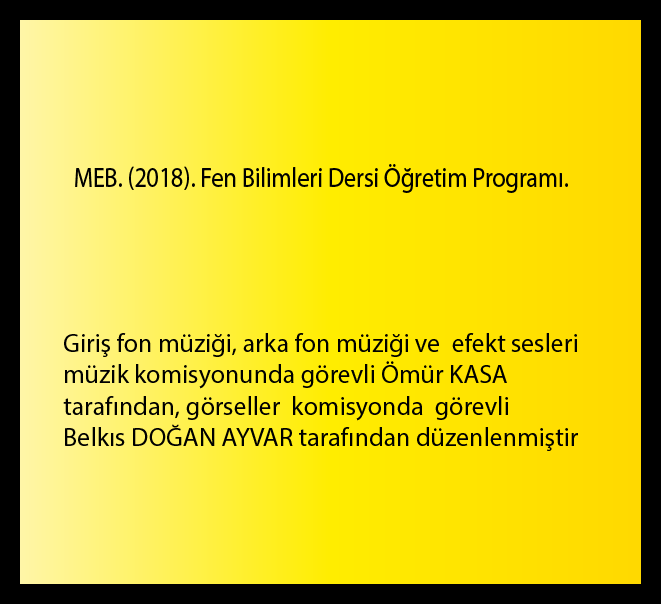 MEB. (2018). Fen Bilimleri Dersi Öğretim Programı.
Giriş fon müziği, arka fon müziği ve efekt sesleri
müzik komisyonunda görevli Ömür KASA
tarafından, görseller komisyonda görevli
Belkıs DOĞAN AYVAR tarafından düzenlenmiştir